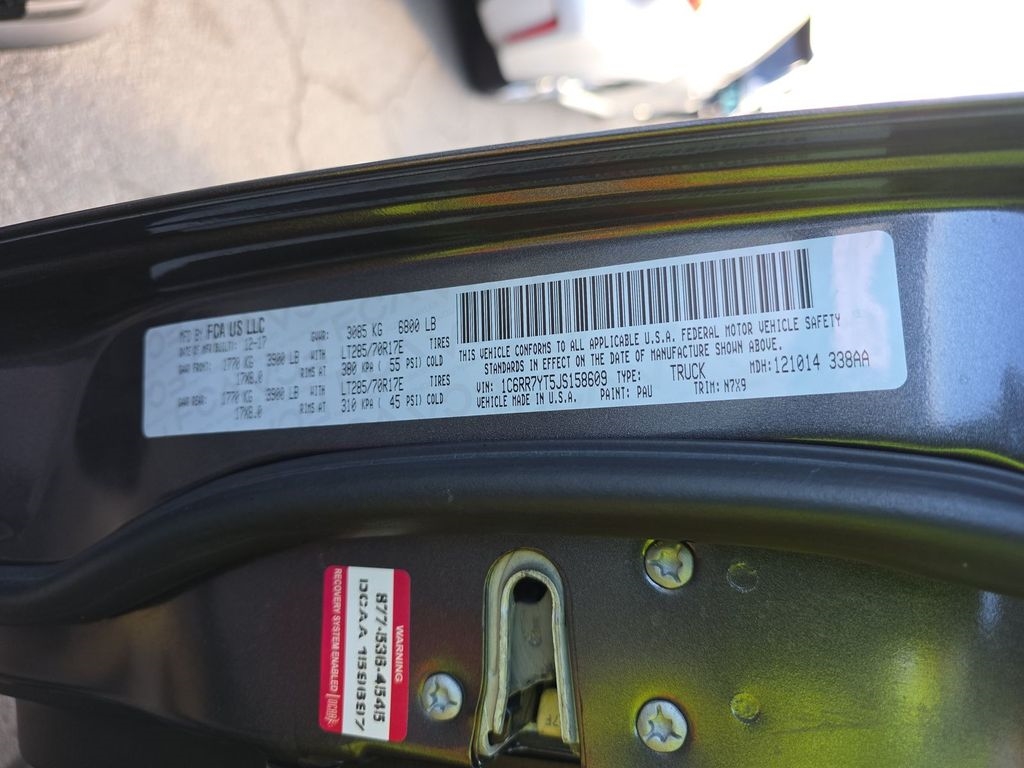 MFD BY FCA US LLC
DATE OF MFR(BUILT): 12-17 GVWR: 3085 KG 6800 LB
GAWR FRONT: 1770 KG 3900 LB WITH LT285/70R17E TIRES
17X8.0 RIMS AT 380 KPA ( 55 PSI) COLD
GAWR REAR: 1770 KG 3900 LB WITH LT285/70R17E TIRES
17X8.0 RIMS AT 310 KPA ( 45 PSI) COLD
THIS VEHICLE CONFORMS TO ALL APPLICABLE U.S.A. FEDERAL MOTOR VEHICLE SAFETY
STANDARDS IN EFFECT ON THE DATE OF MANUFACTURE SHOWN ABOVE.
VIN: 1C6RR7YT5JS158609 TYPE: TRUCK MDH: 121014 338AA
VEHICLE MADE IN U.S.A. PAINT: PAU TRIM: N7X9
WARNING
877-536-4545
RECOVERY SYSTEM ENABLED